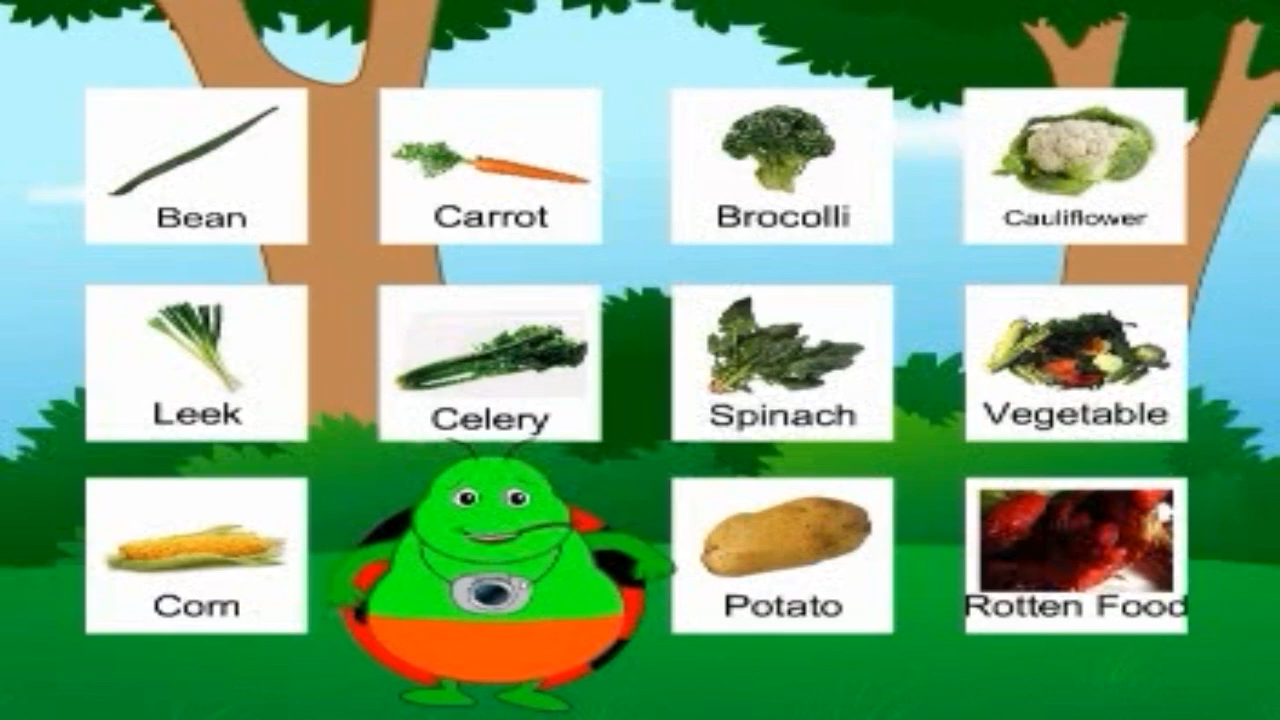 Bean
Carrot
Brocolli
Cauliflower
Leek
Celery
Spinach
Vegetable
Corn
Potato
Rotten Food